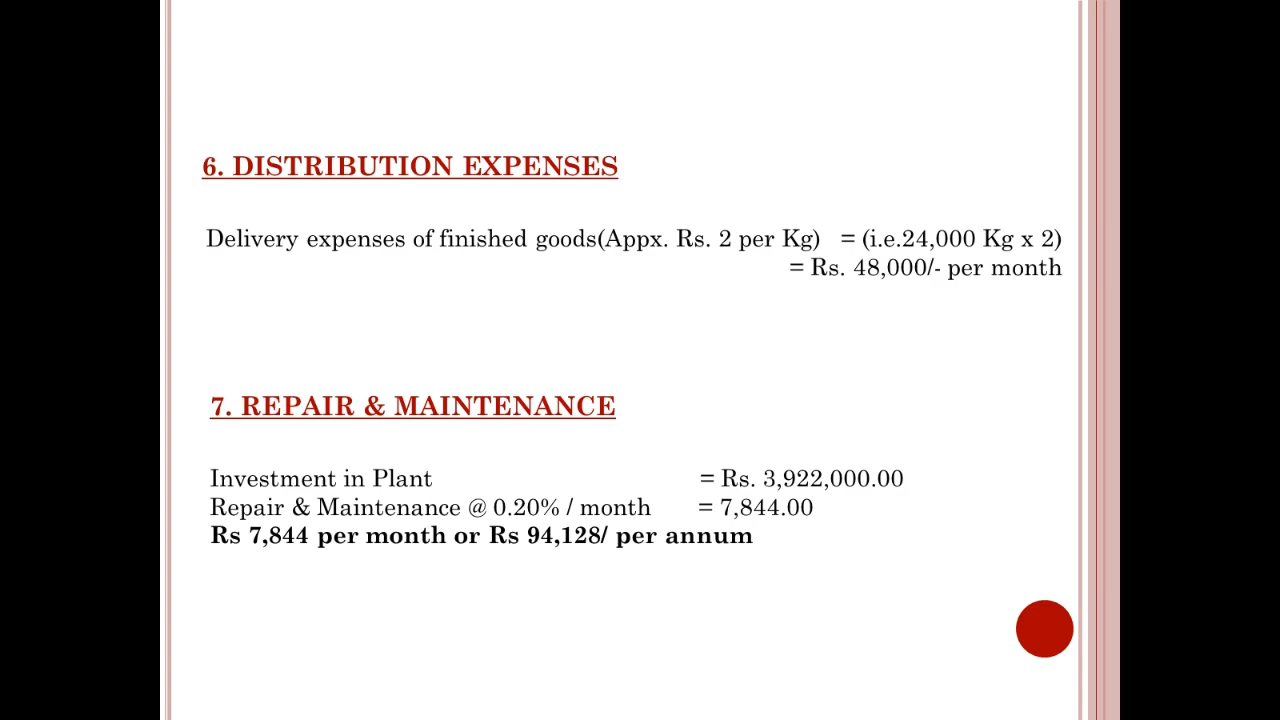 6. DISTRIBUTION EXPENSES
Delivery expenses of finished goods(Appx. Rs. 2 per Kg) = (i.e.24,000 Kg x 2)
= Rs. 48,000/- per month
7. REPAIR & MAINTENANCE
Investment in Plant = Rs. 3,922,000.00
Repair & Maintenance @ 0.20% / month = 7,844.00
Rs 7,844 per month or Rs 94,128/ per annum